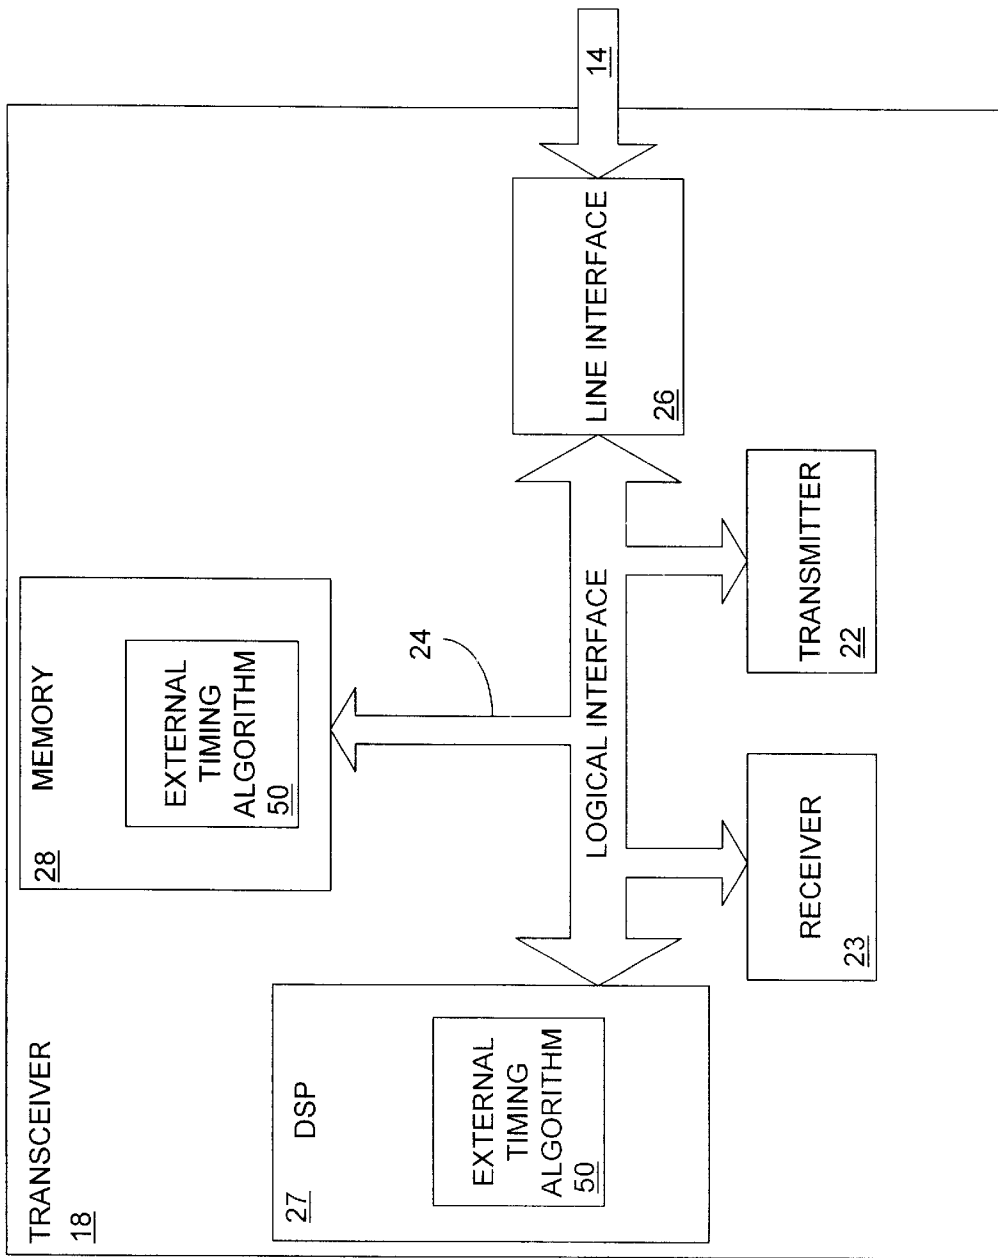 TRANSCEIVER
18
MEMORY
28
EXTERNAL
TIMING
ALGORITHM
50
DSP
27
EXTERNAL
TIMING
ALGORITHM
50
24
LOGICAL INTERFACE
LINE INTERFACE
26
14
RECEIVER
23
TRANSMITTER
22